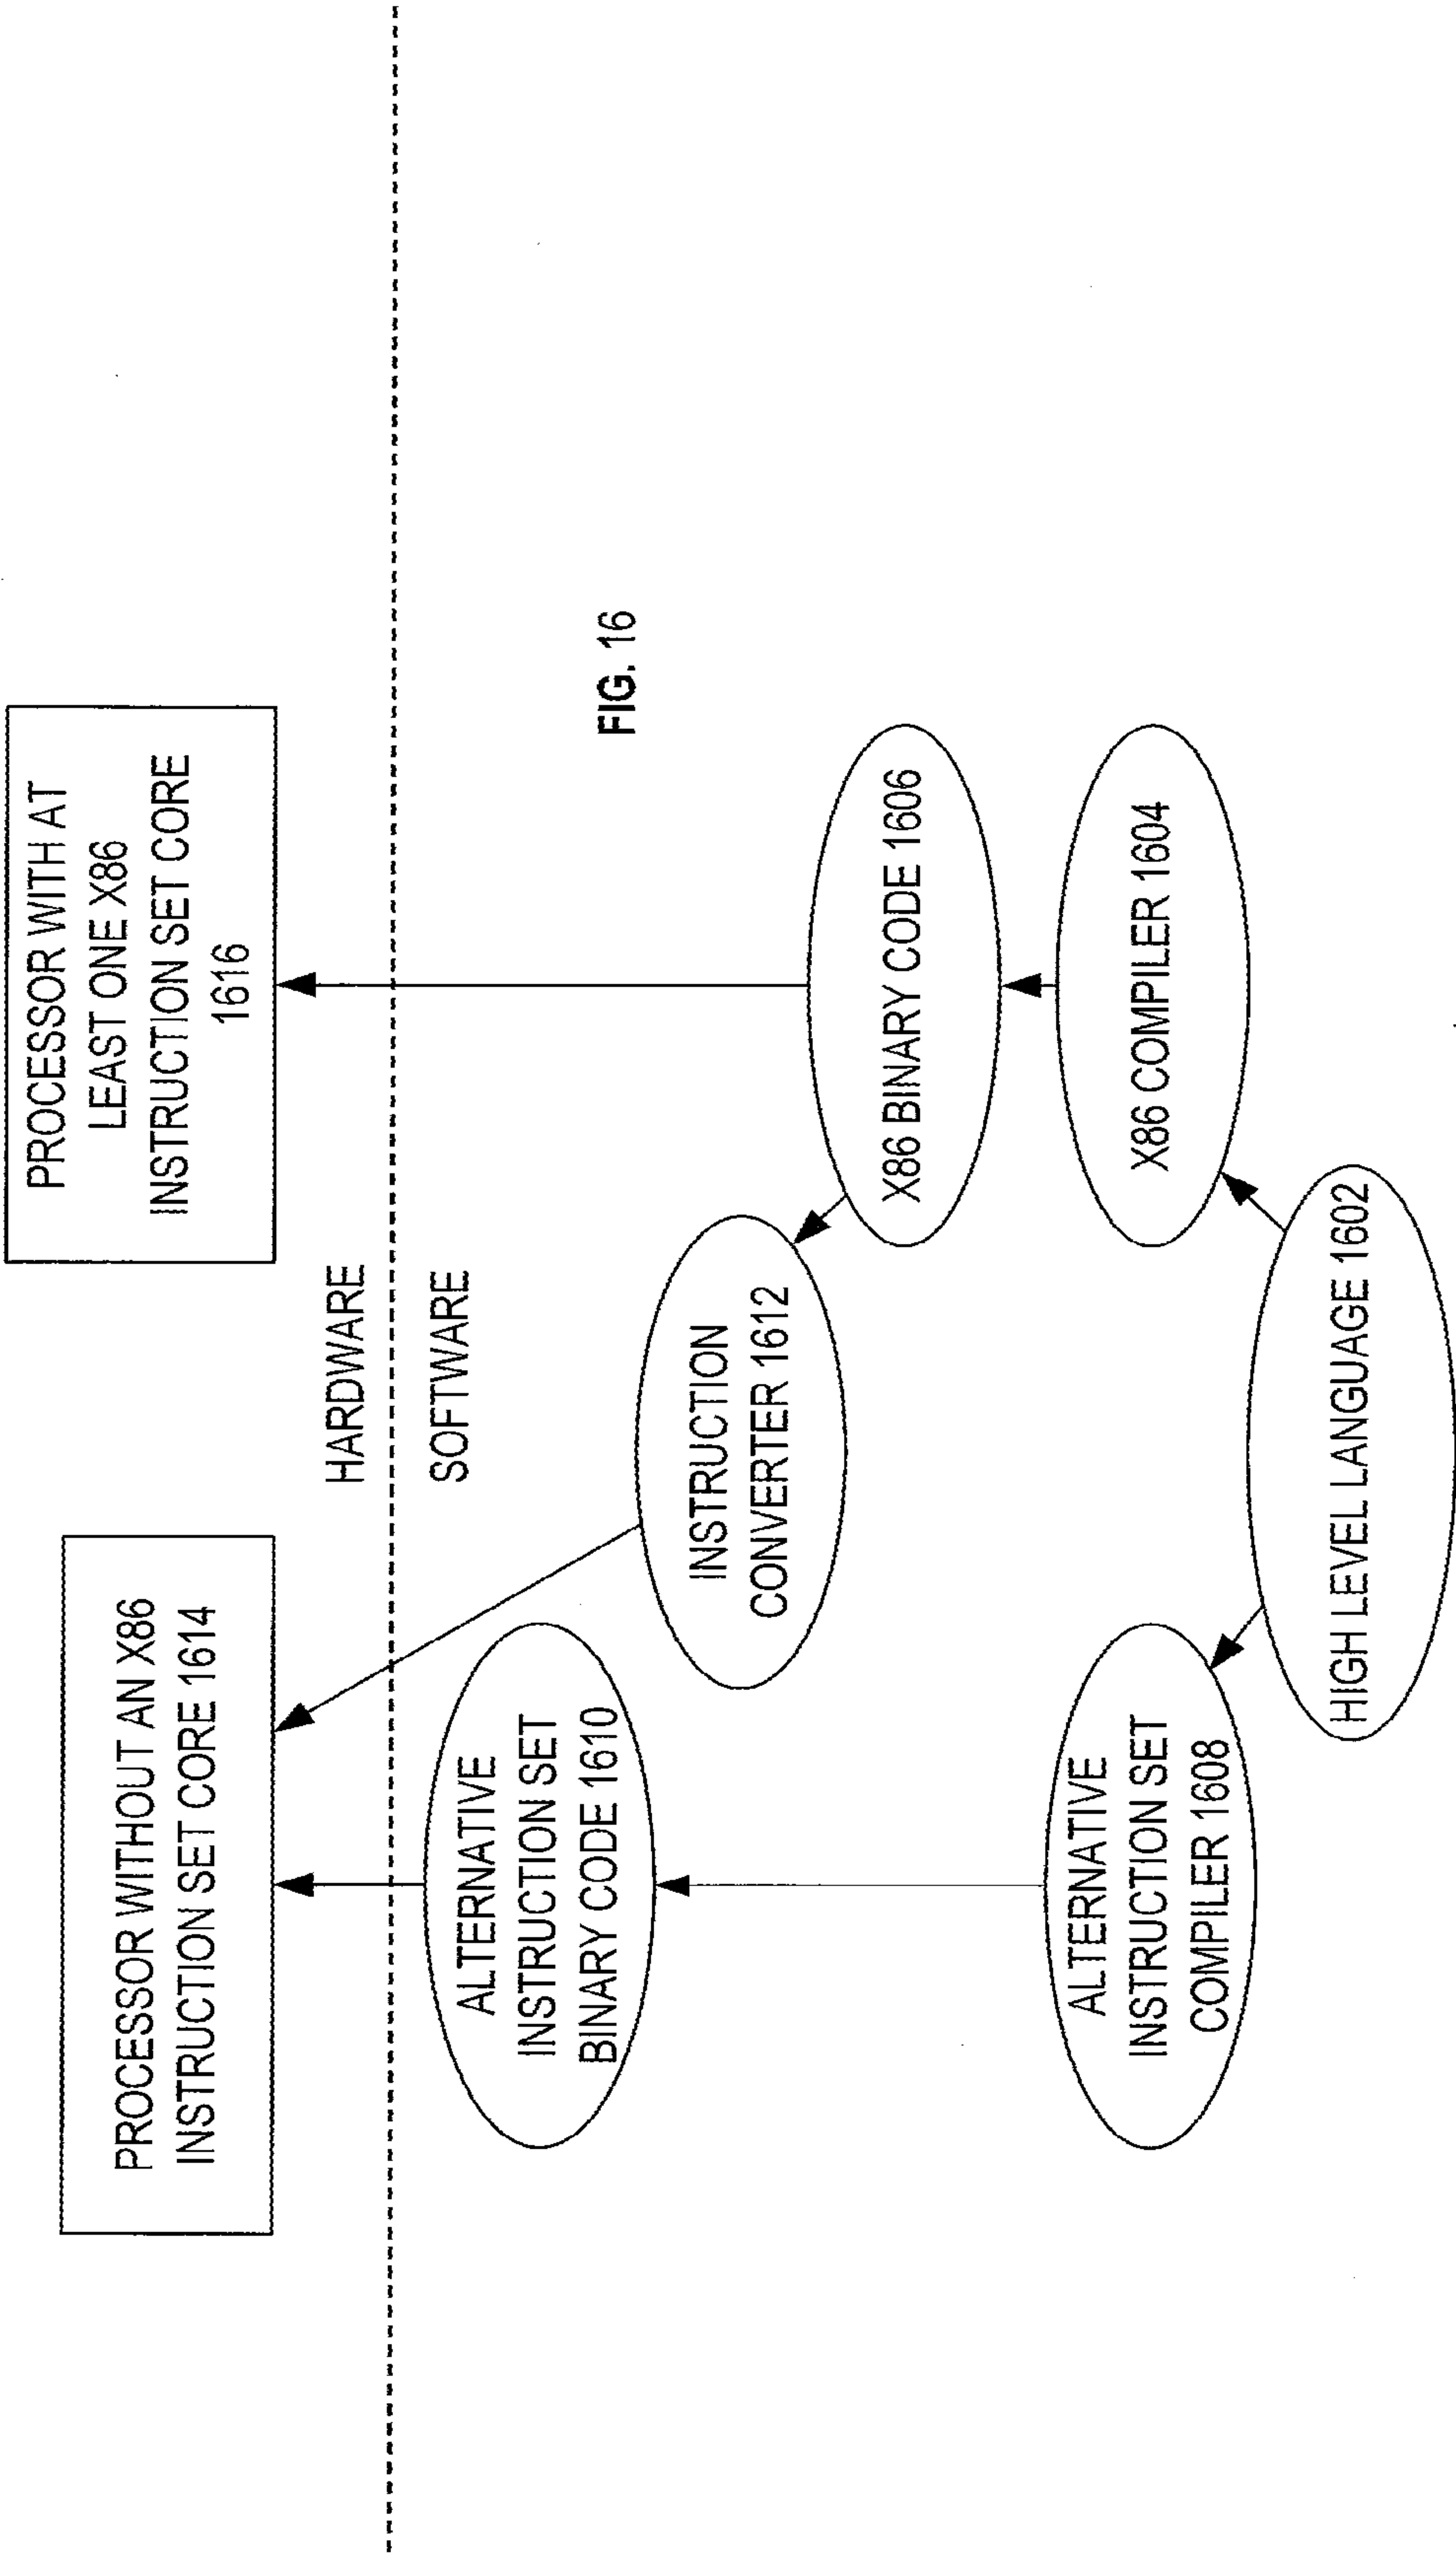 PROCESSOR WITHOUT AN X86
INSTRUCTION SET CORE 1614
PROCESSOR WITH AT
LEAST ONE X86
INSTRUCTION SET CORE
1616
HARDWARE
SOFTWARE
ALTERNATIVE
INSTRUCTION SET
BINARY CODE 1610
INSTRUCTION
CONVERTER 1612
FIG. 16
X86 BINARY CODE 1606
ALTERNATIVE
INSTRUCTION SET
COMPILER 1608
X86 COMPILER 1604
HIGH LEVEL LANGUAGE 1602